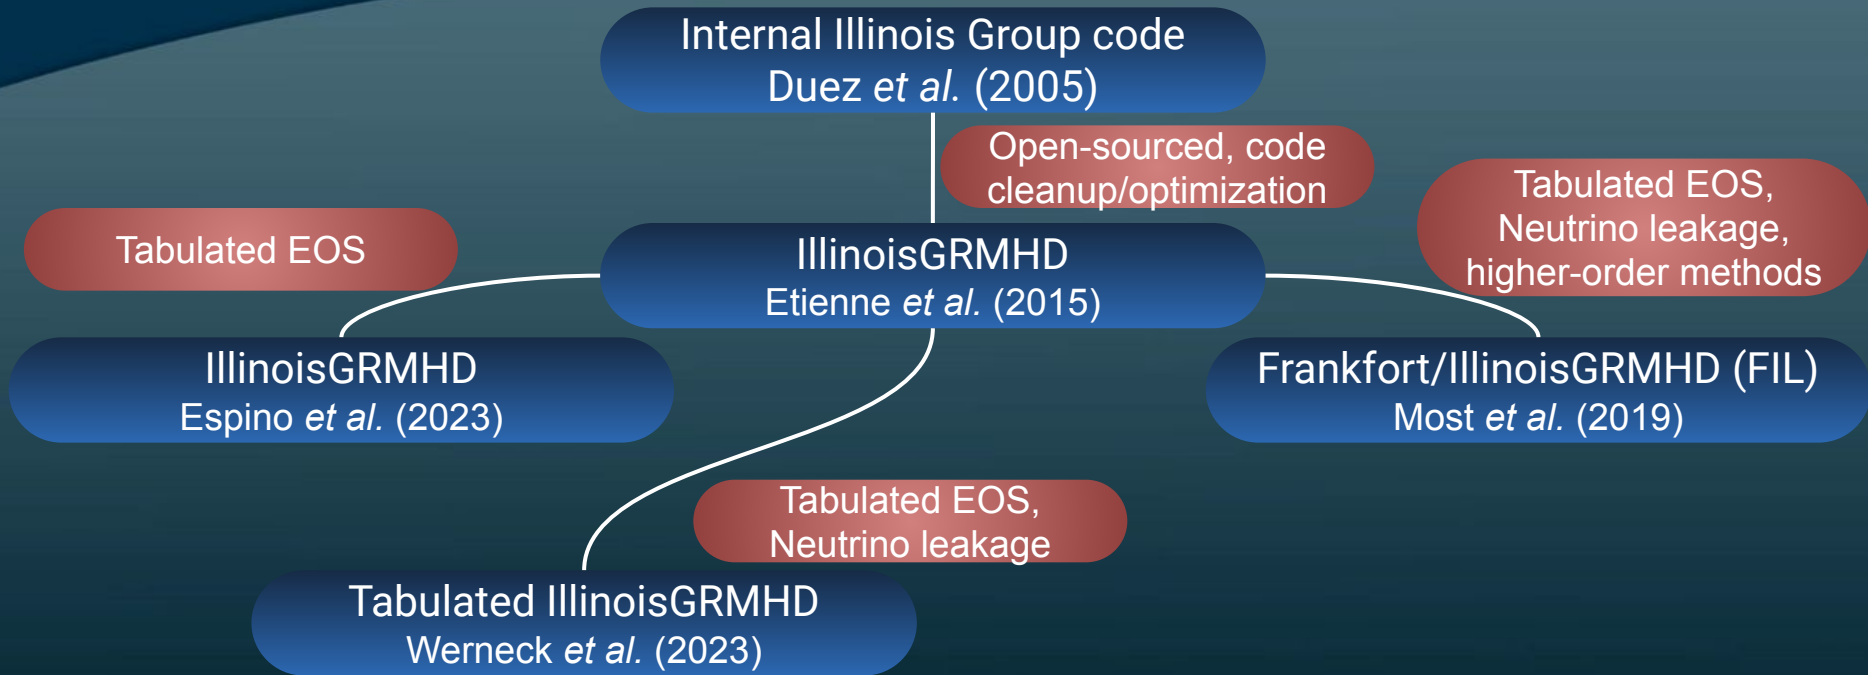 Internal Illinois Group code
Duez et al. (2005)
Open-sourced, code
cleanup/optimization
Tabulated EOS,
Neutrino leakage,
higher-order methods
Tabulated EOS
IllinoisGRMHD
Etienne et al. (2015)
IllinoisGRMHD
Espino et al. (2023)
Frankfort/IllinoisGRMHD (FIL)
Most et al. (2019)
Tabulated EOS,
Neutrino leakage
Tabulated IllinoisGRMHD
Werneck et al. (2023)